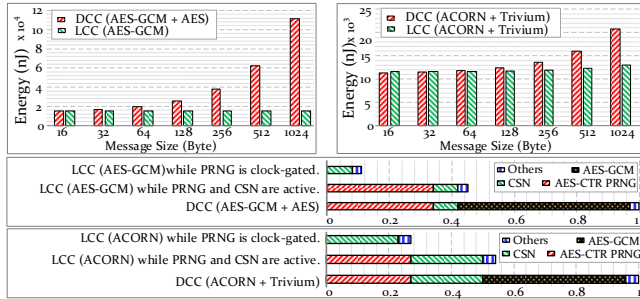 DCC (AES-GCM + AES)
LCC (AES-GCM)
Energy (nJ) x 10⁴
12
10
8
6
4
2
0
16 32 64 128 256 512 1024
Message Size (Byte)
DCC (ACORN + Trivium)
LCC (ACORN + Trivium)
Energy (nJ) x 10³
25
20
15
10
5
0
16 32 64 128 256 512 1024
Message Size (Byte)
LCC (AES-GCM)while PRNG is clock-gated.
LCC (AES-GCM) while PRNG and CSN are active.
DCC (AES-GCM + AES)
Others AES-GCM
CSN AES-CTR PRNG
0 0.2 0.4 0.6 0.8 1
LCC (ACORN) while PRNG is clock-gated.
LCC (ACORN) while PRNG and CSN are active.
DCC (ACORN + Trivium)
Others AES-GCM
CSN AES-CTR PRNG
0 0.2 0.4 0.6 0.8 1